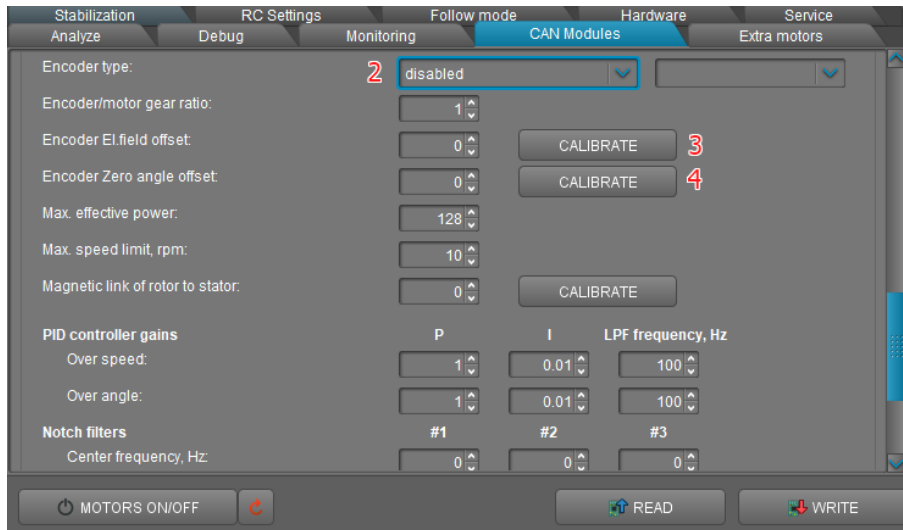 Stabilization RC Settings Follow mode Hardware Service
Analyze Debug Monitoring CAN Modules Extra motors
Encoder type: 2 disabled
Encoder/motor gear ratio: 1
Encoder El.field offset: 0 CALIBRATE 3
Encoder Zero angle offset: 0 CALIBRATE 4
Max. effective power: 128
Max. speed limit, rpm: 10
Magnetic link of rotor to stator: 0 CALIBRATE
PID controller gains P I LPF frequency, Hz
Over speed: 1 0.01 100
Over angle: 1 0.01 100
Notch filters #1 #2 #3
Center frequency, Hz: 0 0 0
MOTORS ON/OFF READ WRITE